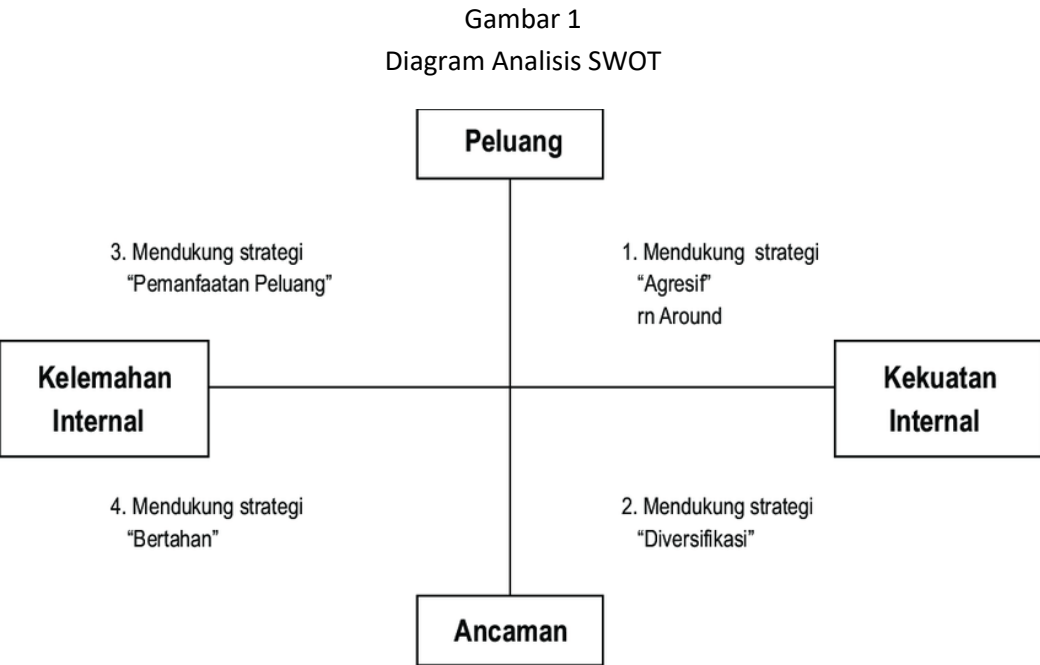 Gambar 1
Diagram Analisis SWOT
Peluang
3. Mendukung strategi
“Pemanfaatan Peluang”
1. Mendukung strategi
“Agresif”
rn Around
Kelemahan
Internal
Kekuatan
Internal
4. Mendukung strategi
“Bertahan”
2. Mendukung strategi
“Diversifikasi”
Ancaman